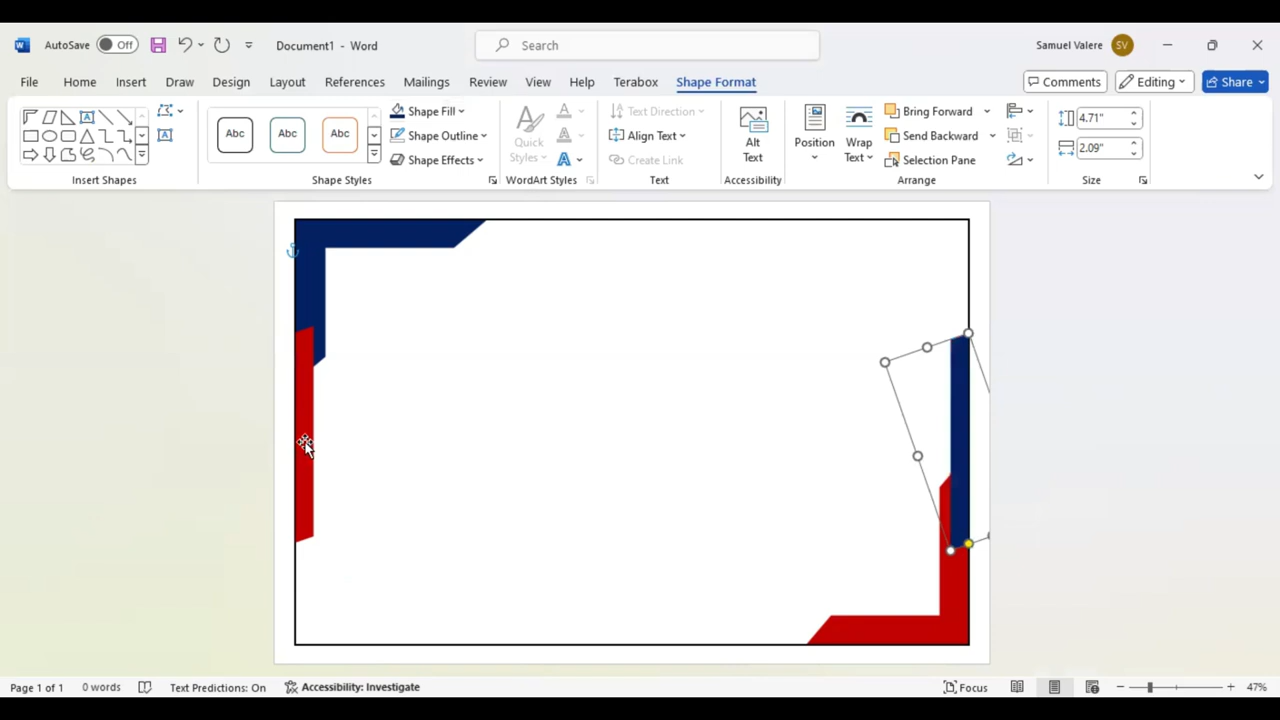 AutoSave Off Document1 - Word Search Samuel Valere SV
File Home Insert Draw Design Layout References Mailings Review View Help Terabox Shape Format Comments Editing Share
Abc Abc Abc
Shape Fill
Shape Outline
Shape Effects
Quick
Styles
A
A
A
Text Direction
Align Text
Create Link
Alt
Text
Position
Wrap
Text
Bring Forward
Send Backward
Selection Pane
4.71"
2.09"
Insert Shapes Shape Styles WordArt Styles Text Accessibility Arrange Size
Page 1 of 1 0 words Text Predictions: On Accessibility: Investigate Focus 47%